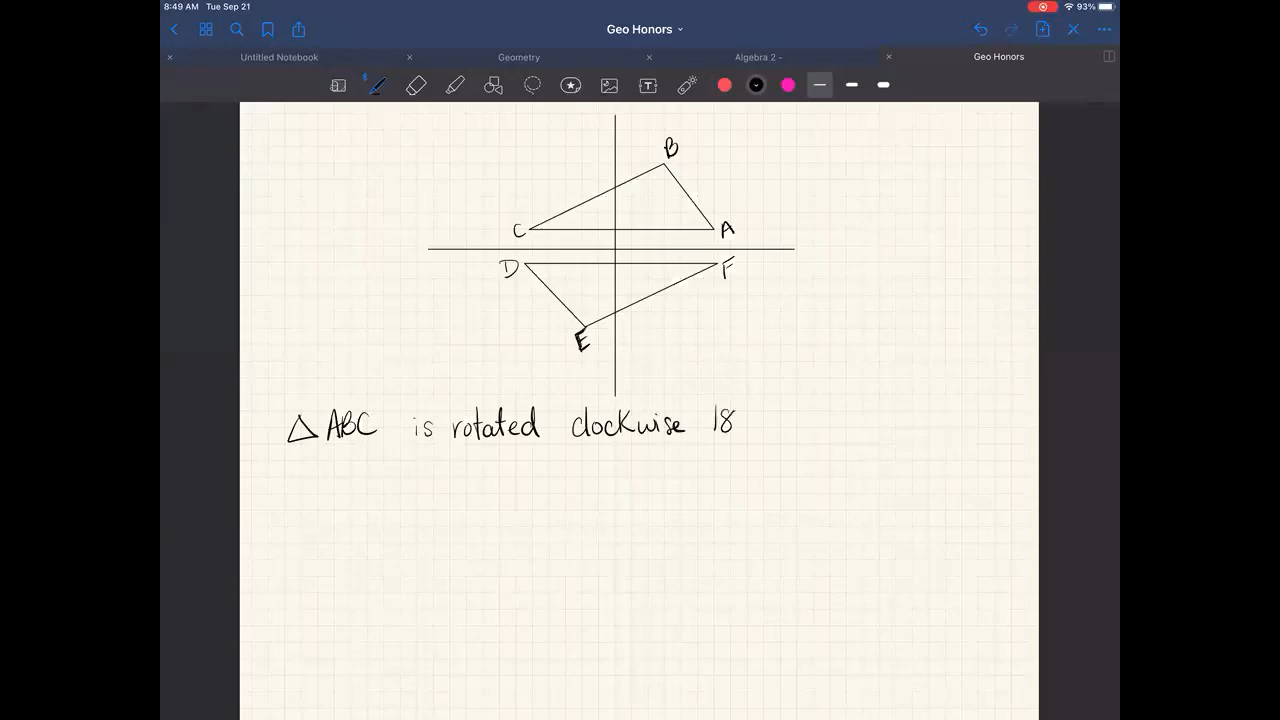 8:49 AM Tue Sep 21
93%
Geo Honors
Untitled Notebook
Geometry
Algebra 2 -
Geo Honors
B
C
A
D
F
E
△ABC is rotated clockwise 18